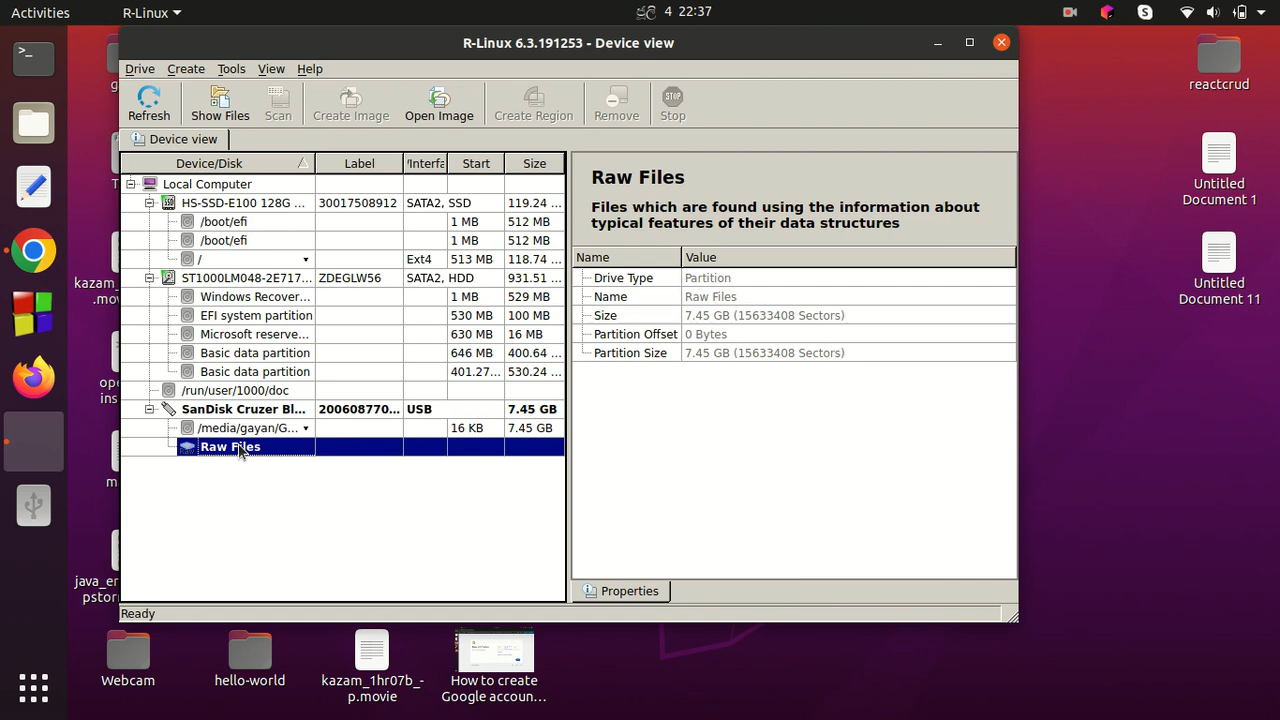 Activities
R-Linux
ජුලි 4 22:37
R-Linux 6.3.191253 - Device view
Drive Create Tools View Help
Refresh Show Files Scan Create Image Open Image Create Region Remove Stop
STOP
Device view
Device/Disk Label Interfa Start Size
Local Computer
HS-SSD-E100 128G ... 30017508912 SATA2, SSD 119.24 ...
/boot/efi 1 MB 512 MB
/boot/efi 1 MB 512 MB
/ Ext4 513 MB 118.74 ...
ST1000LM048-2E717... ZDEGLW56 SATA2, HDD 931.51 ...
Windows Recover... 1 MB 529 MB
EFI system partition 530 MB 100 MB
Microsoft reserve... 630 MB 16 MB
Basic data partition 646 MB 400.64 ...
Basic data partition 401.27... 530.24 ...
/run/user/1000/doc
SanDisk Cruzer Bl... 200608770... USB 7.45 GB
/media/gayan/G... 16 KB 7.45 GB
Raw Files
Raw Files
Files which are found using the information about
typical features of their data structures
Name Value
Drive Type Partition
Name Raw Files
Size 7.45 GB (15633408 Sectors)
Partition Offset 0 Bytes
Partition Size 7.45 GB (15633408 Sectors)
Properties
Ready
reactcrud
Untitled
Document 1
Untitled
Document 11
g
T
kazam_
.mov
ope
ins
m
java_er
pstor
Webcam
hello-world
kazam_1hr07b_-
p.movie
How to create
Google accoun...